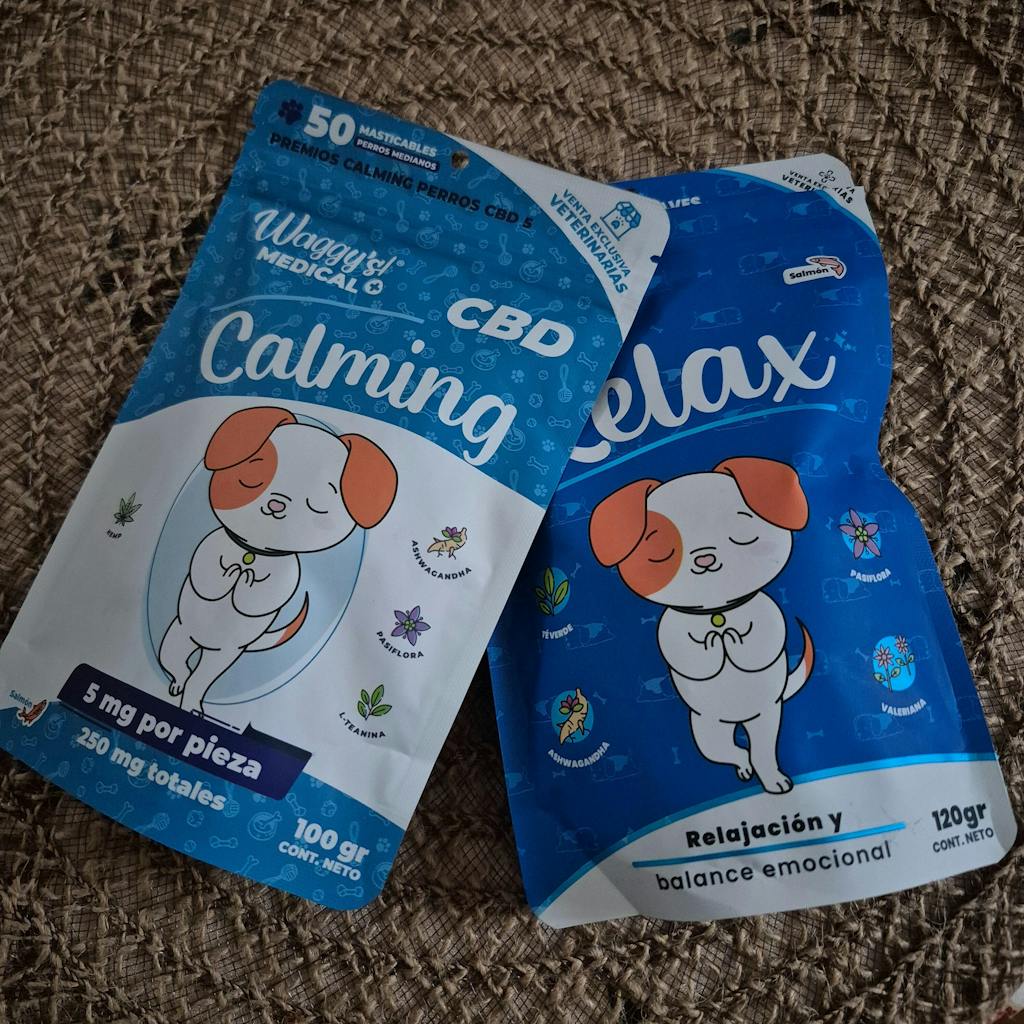 50 MASTICABLES
PERROS MEDIANOS
PREMIOS CALMING PERROS CBD 5
VENTA EXCLUSIVA
VETERINARIAS
Waggy's!®
MEDICAL
CBD
Calming
HEMP
ASHWAGANDHA
PASIFLORA
L-TEANINA
Salmón
5 mg por pieza
250 mg totales
100 gr
CONT. NETO
Salmón
Relax
PASIFLORA
TÉ VERDE
VALERIANA
ASHWAGANDHA
Relajación y
balance emocional
120gr
CONT. NETO